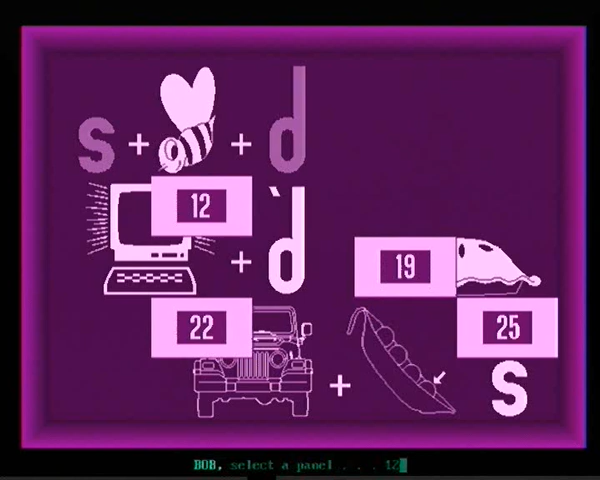 s + + d
12
+ `d
19
22
25
+ s
BOB, select a panel . . . 12